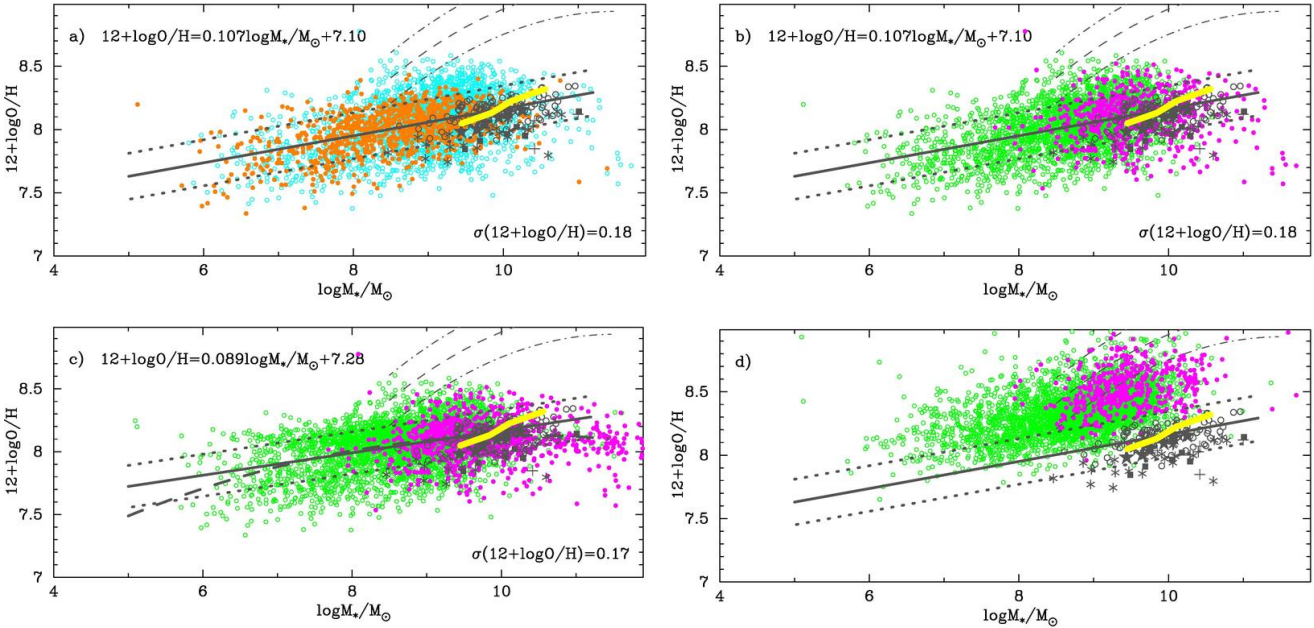 a) 12+logO/H=0.107logM*/M⊙+7.10
8.5
8
7.5
7
12+logO/H
σ(12+logO/H)=0.18
4 6 8 10
logM*/M⊙
b) 12+logO/H=0.107logM*/M⊙+7.10
8.5
8
7.5
7
12+logO/H
σ(12+logO/H)=0.18
4 6 8 10
logM*/M⊙
c) 12+logO/H=0.089logM*/M⊙+7.28
8.5
8
7.5
7
12+logO/H
σ(12+logO/H)=0.17
4 6 8 10
logM*/M⊙
d)
8.5
8
7.5
7
12+logO/H
4 6 8 10
logM*/M⊙